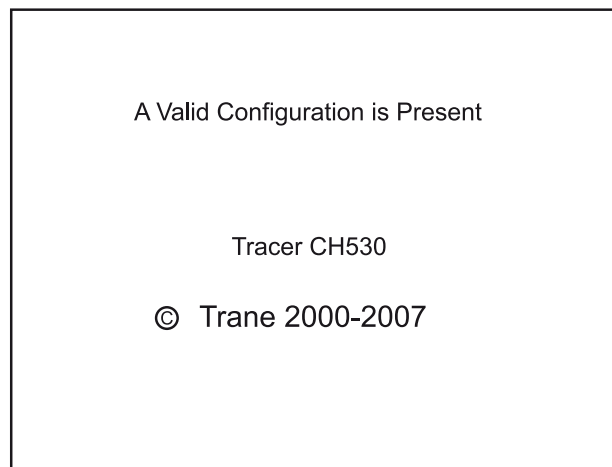 A Valid Configuration is Present
Tracer CH530
© Trane 2000-2007